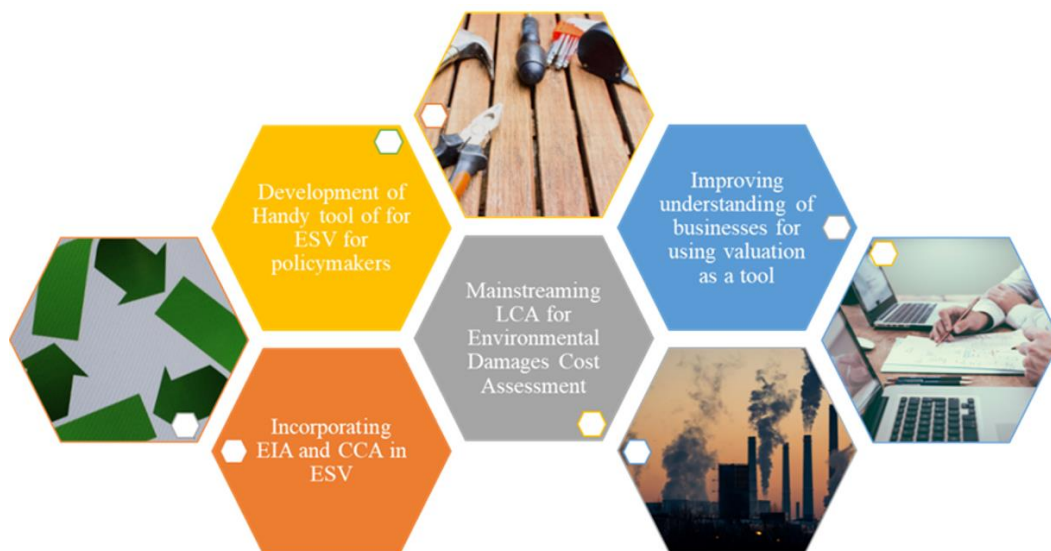 Development of
Handy tool of for
ESV for
policymakers
Improving
understanding of
businesses for
using valuation
as a tool
Mainstreaming
LCA for
Environmental
Damages Cost
Assessment
Incorporating
EIA and CCA in
ESV